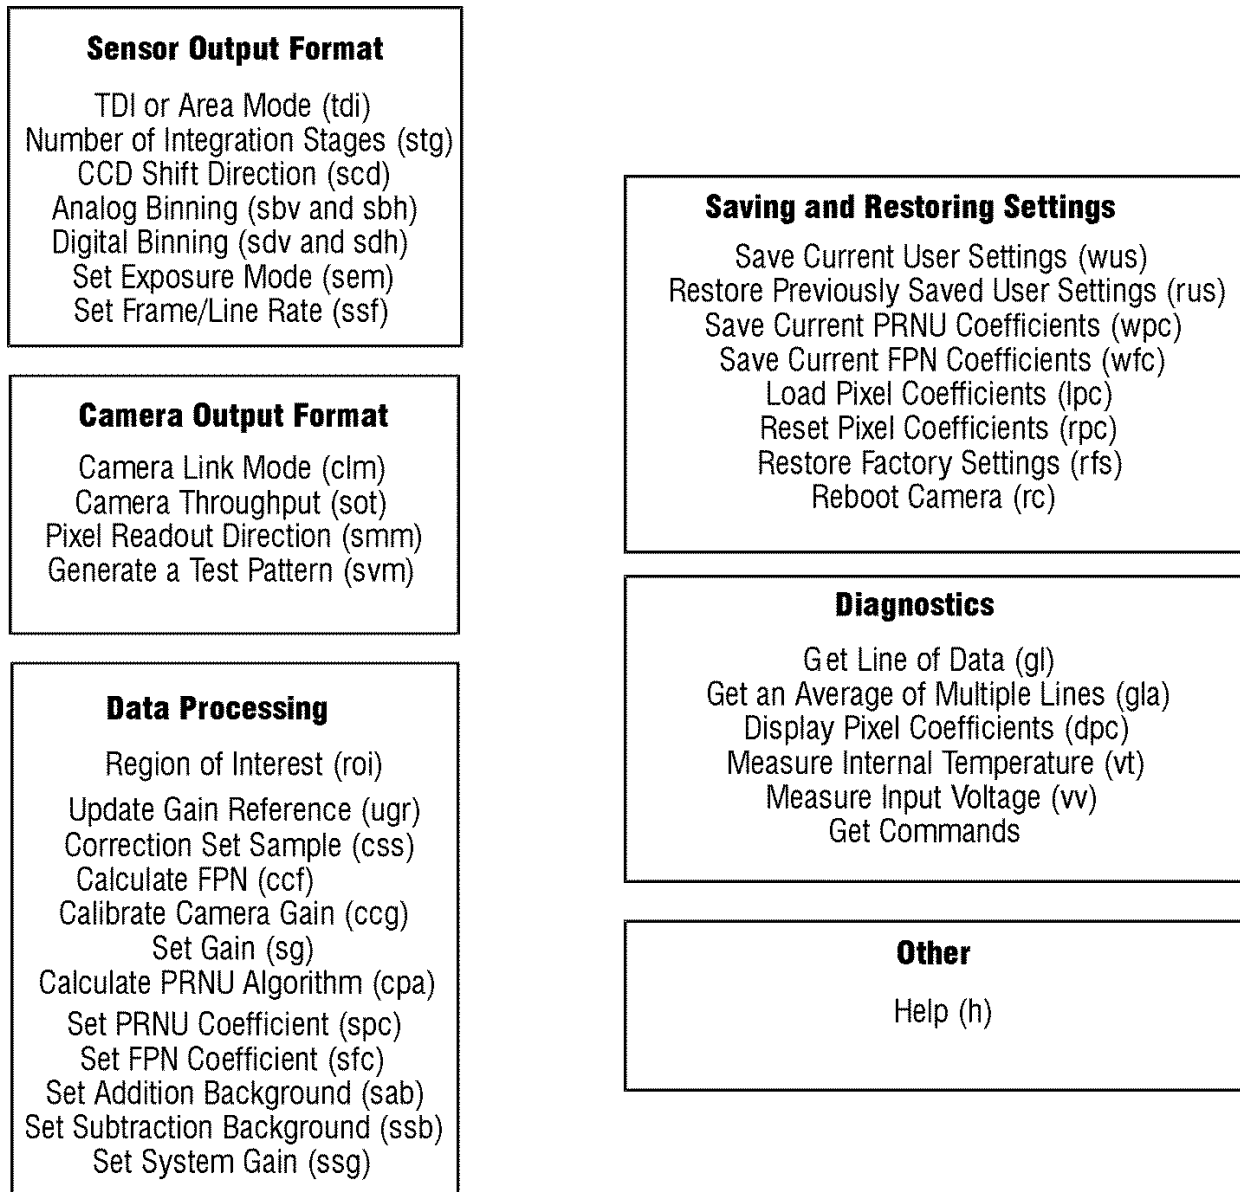 Sensor Output Format
TDI or Area Mode (tdi)
Number of Integration Stages (stg)
CCD Shift Direction (scd)
Analog Binning (sbv and sbh)
Digital Binning (sdv and sdh)
Set Exposure Mode (sem)
Set Frame/Line Rate (ssf)
Camera Output Format
Camera Link Mode (clm)
Camera Throughput (sot)
Pixel Readout Direction (smm)
Generate a Test Pattern (svm)
Data Processing
Region of Interest (roi)
Update Gain Reference (ugr)
Correction Set Sample (css)
Calculate FPN (ccf)
Calibrate Camera Gain (ccg)
Set Gain (sg)
Calculate PRNU Algorithm (cpa)
Set PRNU Coefficient (spc)
Set FPN Coefficient (sfc)
Set Addition Background (sab)
Set Subtraction Background (ssb)
Set System Gain (ssg)
Saving and Restoring Settings
Save Current User Settings (wus)
Restore Previously Saved User Settings (rus)
Save Current PRNU Coefficients (wpc)
Save Current FPN Coefficients (wfc)
Load Pixel Coefficients (lpc)
Reset Pixel Coefficients (rpc)
Restore Factory Settings (rfs)
Reboot Camera (rc)
Diagnostics
Get Line of Data (gl)
Get an Average of Multiple Lines (gla)
Display Pixel Coefficients (dpc)
Measure Internal Temperature (vt)
Measure Input Voltage (vv)
Get Commands
Other
Help (h)